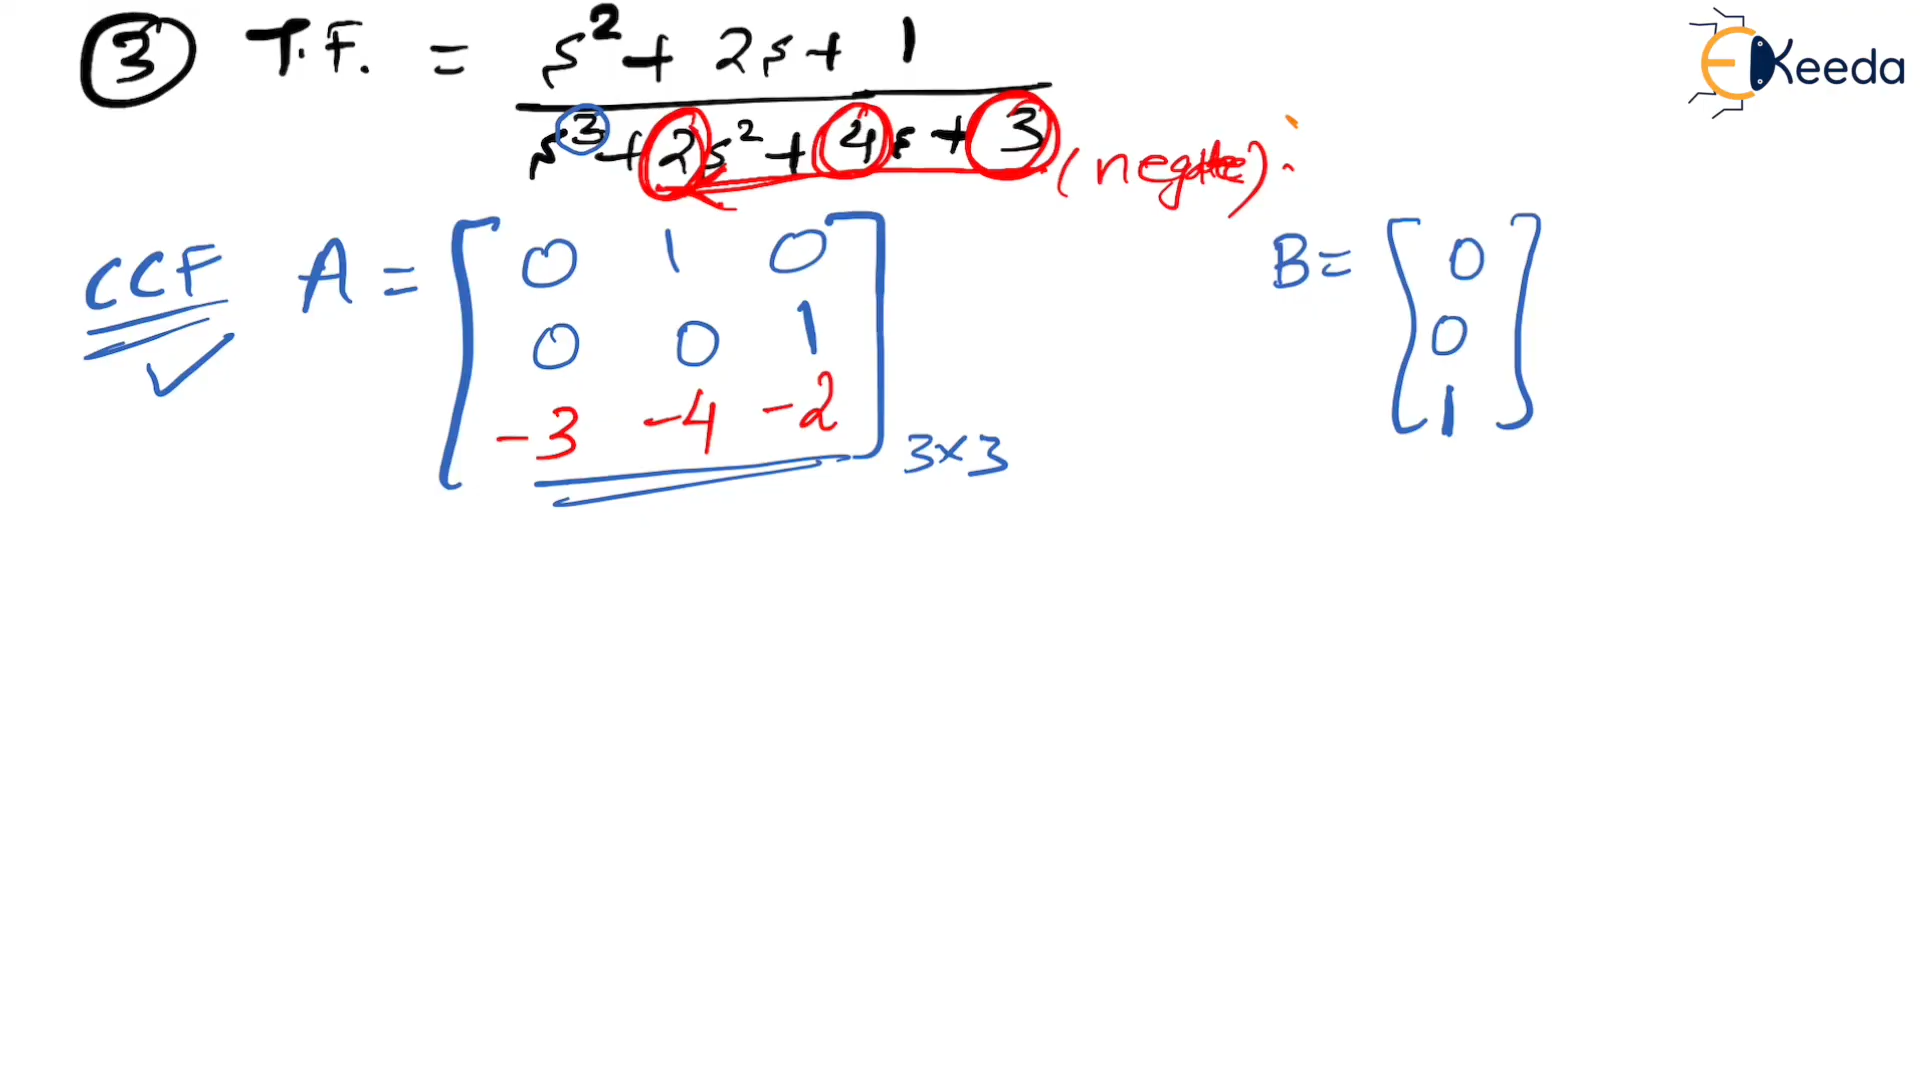 ③ T.F. = s² + 2s + 1
s³ + 2s² + 4s + 3 (negate)
EKeeda
CCF A = [ 0 1 0
0 0 1
-3 -4 -2 ] 3×3
B = [ 0
0
1 ]